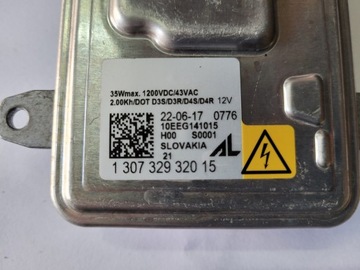 35Wmax. 1200VDC/43VAC
2.00Kh/DOT D3S/D3R/D4S/D4R 12V
22-06-17 0776
10EEG141015
H00 S0001
SLOVAKIA
21
AL
1 307 329 320 15